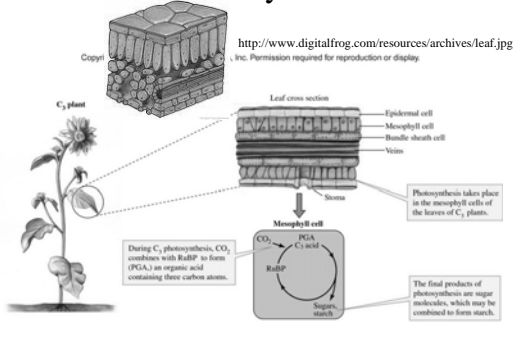 http://www.digitalfrog.com/resources/archives/leaf.jpg
Copyri , Inc. Permission required for reproduction or display.
Leaf cross section
C3 plant
Epidermal cell
Mesophyll cell
Bundle sheath cell
Veins
Stoma
Photosynthesis takes place
in the mesophyll cells of
the leaves of C3 plants.
Mesophyll cell
During C3 photosynthesis, CO2
combines with RuBP to form
(PGA,) an organic acid
containing three carbon atoms.
CO2
PGA
C3 acid
RuBP
Sugars,
starch
The final products of
photosynthesis are sugar
molecules, which may be
combined to form starch.